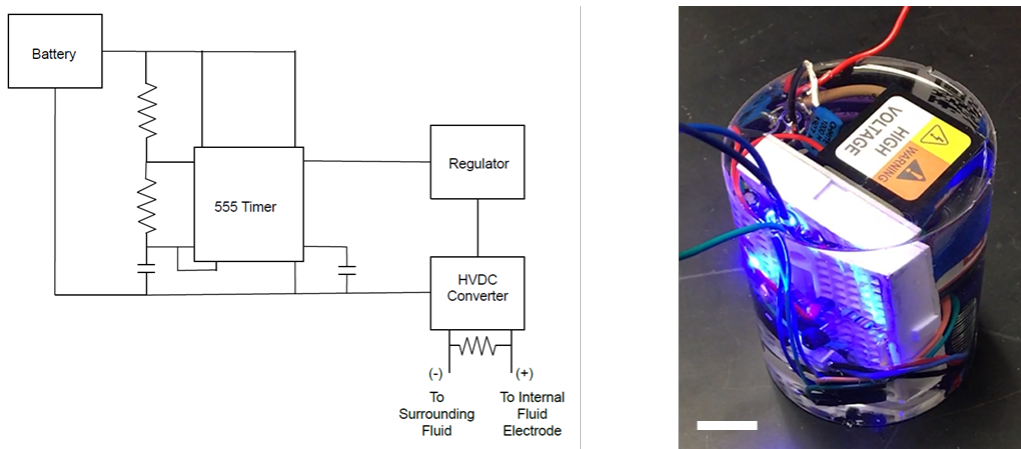 Battery
555 Timer
Regulator
HVDC
Converter
(-)
To
Surrounding
Fluid
(+)
To Internal
Fluid
Electrode
HIGH
VOLTAGE
WARNING